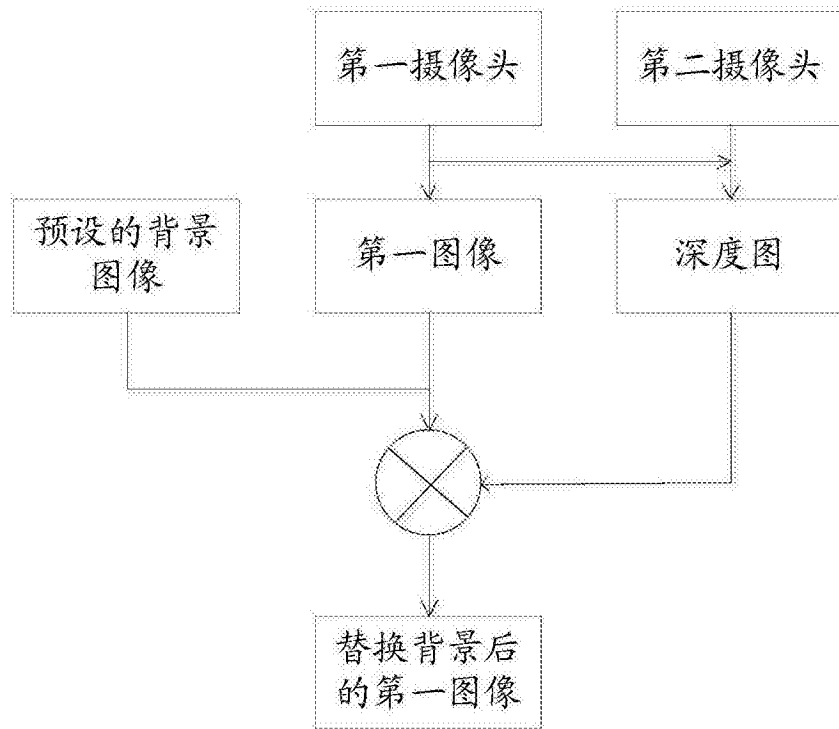 第一摄像头
第二摄像头
预设的背景
图像
第一图像
深度图
替换背景后
的第一图像